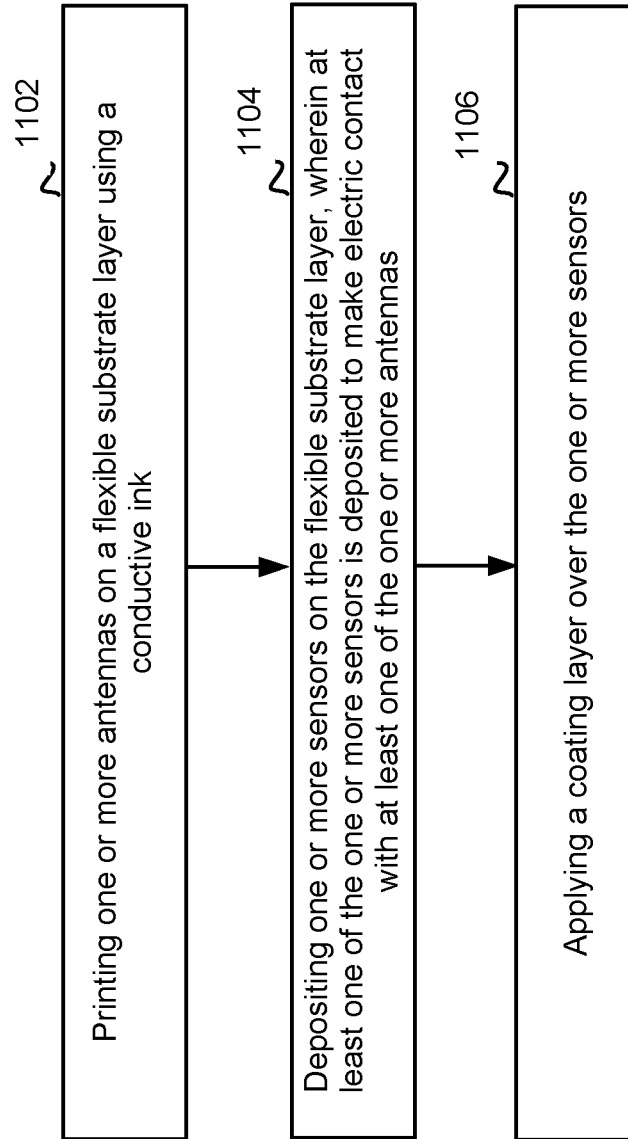 1102
Printing one or more antennas on a flexible substrate layer using a
conductive ink
1104
Depositing one or more sensors on the flexible substrate layer, wherein at
least one of the one or more sensors is deposited to make electric contact
with at least one of the one or more antennas
1106
Applying a coating layer over the one or more sensors